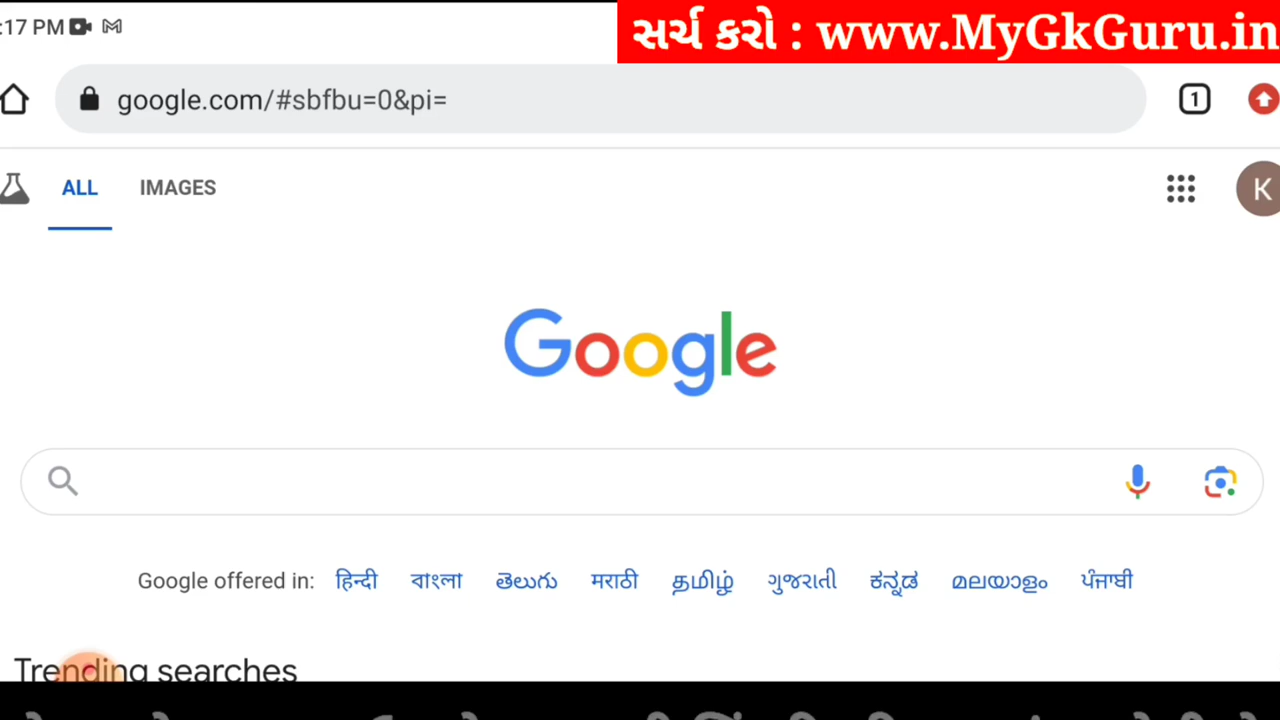 :17 PM
સર્ચ કરો : www.MyGkGuru.in
google.com/#sbfbu=0&pi=
1
ALL IMAGES
K
Google
Google offered in: हिन्दी বাংলা తెలుగు मराठी தமிழ் ગુજરાતી ಕನ್ನಡ മലയാളം ਪੰਜਾਬੀ
Trending searches